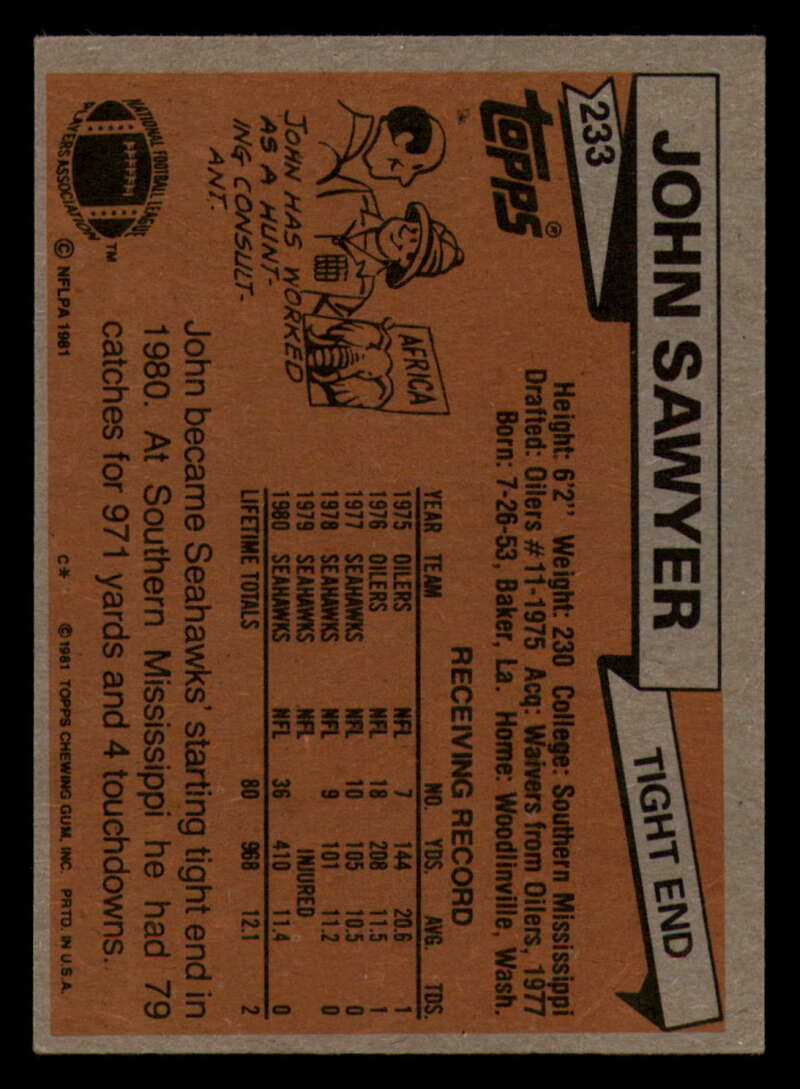 233
JOHN SAWYER
TIGHT END
TOPPS®
Height: 6'2" Weight: 230 College: Southern Mississippi
Drafted: Oilers #11-1975 Acq: Waivers from Oilers, 1977
Born: 7-26-53, Baker, La. Home: Woodlinville, Wash.
AFRICA
JOHN HAS WORKED
AS A HUNT-
ING CONSULT-
ANT.
RECEIVING RECORD
YEAR TEAM NO. YDS. AVG. TDS.
1975 OILERS NFL 7 144 20.6 1
1976 OILERS NFL 18 208 11.5 1
1977 SEAHAWKS NFL 10 105 10.5 0
1978 SEAHAWKS NFL 9 101 11.2 0
1979 SEAHAWKS NFL INJURED
1980 SEAHAWKS NFL 36 410 11.4 0
LIFETIME TOTALS 80 968 12.1 2
NATIONAL FOOTBALL LEAGUE
PLAYERS ASSOCIATION
TM
© NFLPA 1981
John became Seahawks' starting tight end in
1980. At Southern Mississippi he had 79
catches for 971 yards and 4 touchdowns.
C* © 1981 TOPPS CHEWING GUM, INC. PRTD. IN U.S.A.